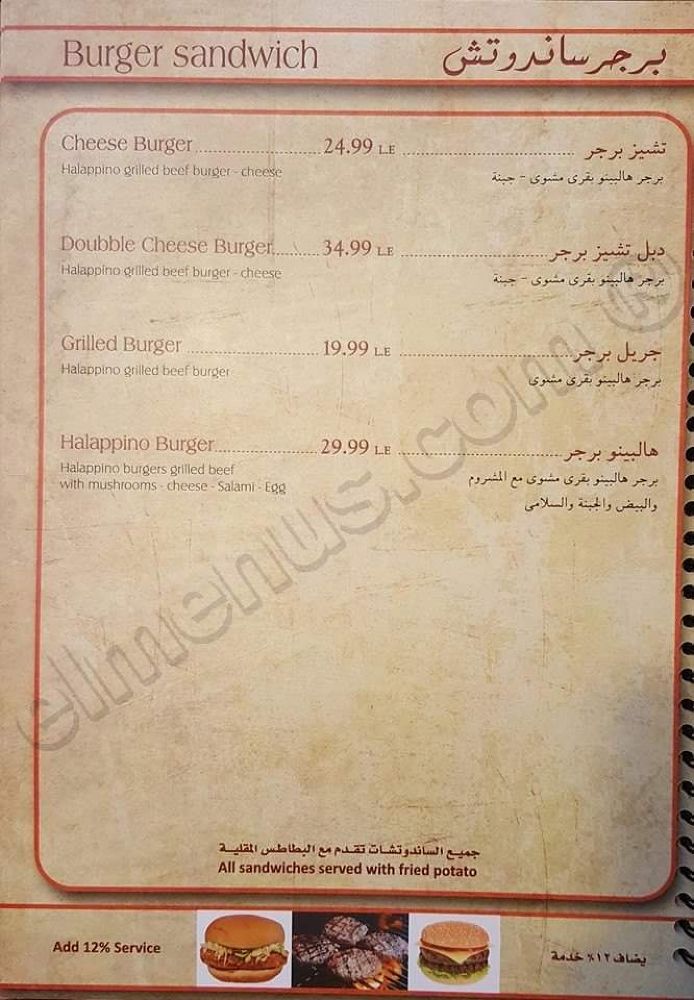 Burger sandwich برجر ساندوتش
Cheese Burger 24.99 L.E تشيز برجر
Halappino grilled beef burger - cheese برجر هالبينو بقرى مشوى - جبنة
Doubble Cheese Burger 34.99 L.E دبل تشيز برجر
Halappino grilled beef burger - cheese برجر هالبينو بقرى مشوى - جبنة
Grilled Burger 19.99 L.E جريل برجر
Halappino grilled beef burger برجر هالبينو بقرى مشوى
Halappino Burger 29.99 L.E هالبينو برجر
Halappino burgers grilled beef برجر هالبينو بقرى مشوى مع المشروم
with mushrooms - cheese - Salami - Egg والبيض والجبنة والسلامى
elmenus.com ®
جميع الساندوتشات تقدم مع البطاطس المقلية
All sandwiches served with fried potato
Add 12% Service يضاف ١٢٪ خدمة